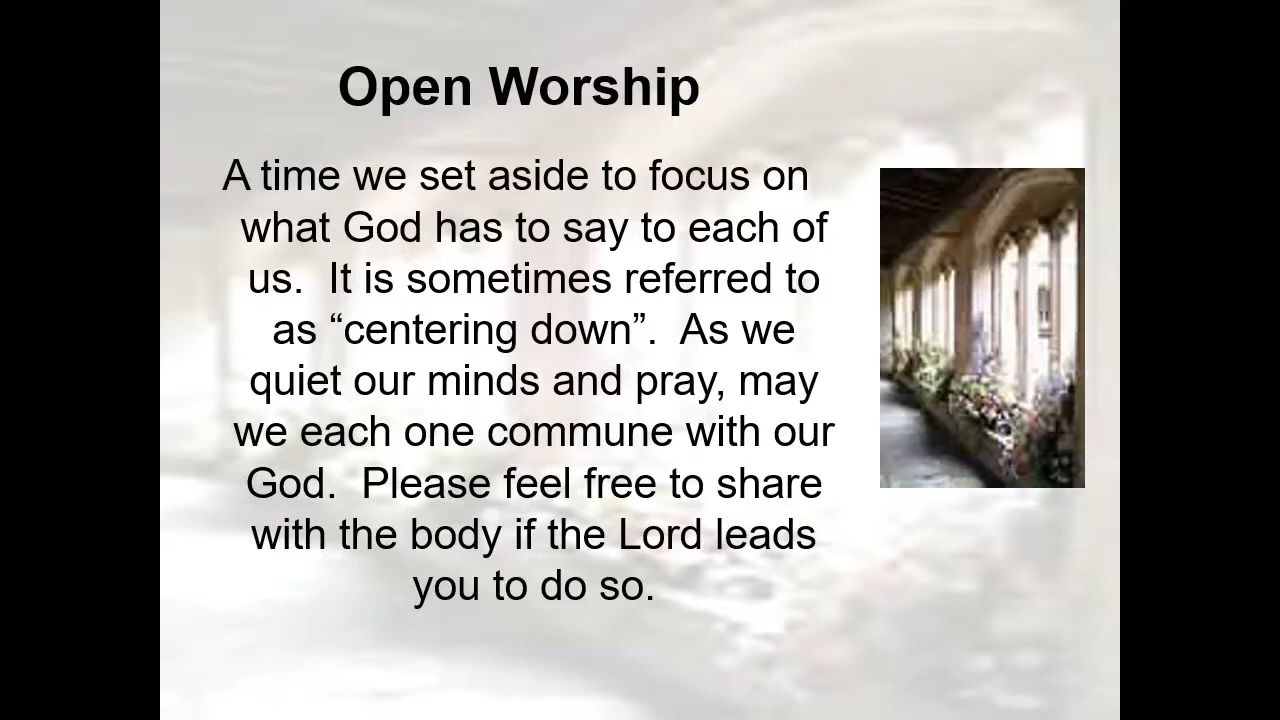 Open Worship
A time we set aside to focus on
what God has to say to each of
us.  It is sometimes referred to
as “centering down”.  As we
quiet our minds and pray, may
we each one commune with our
God.  Please feel free to share
with the body if the Lord leads
you to do so.